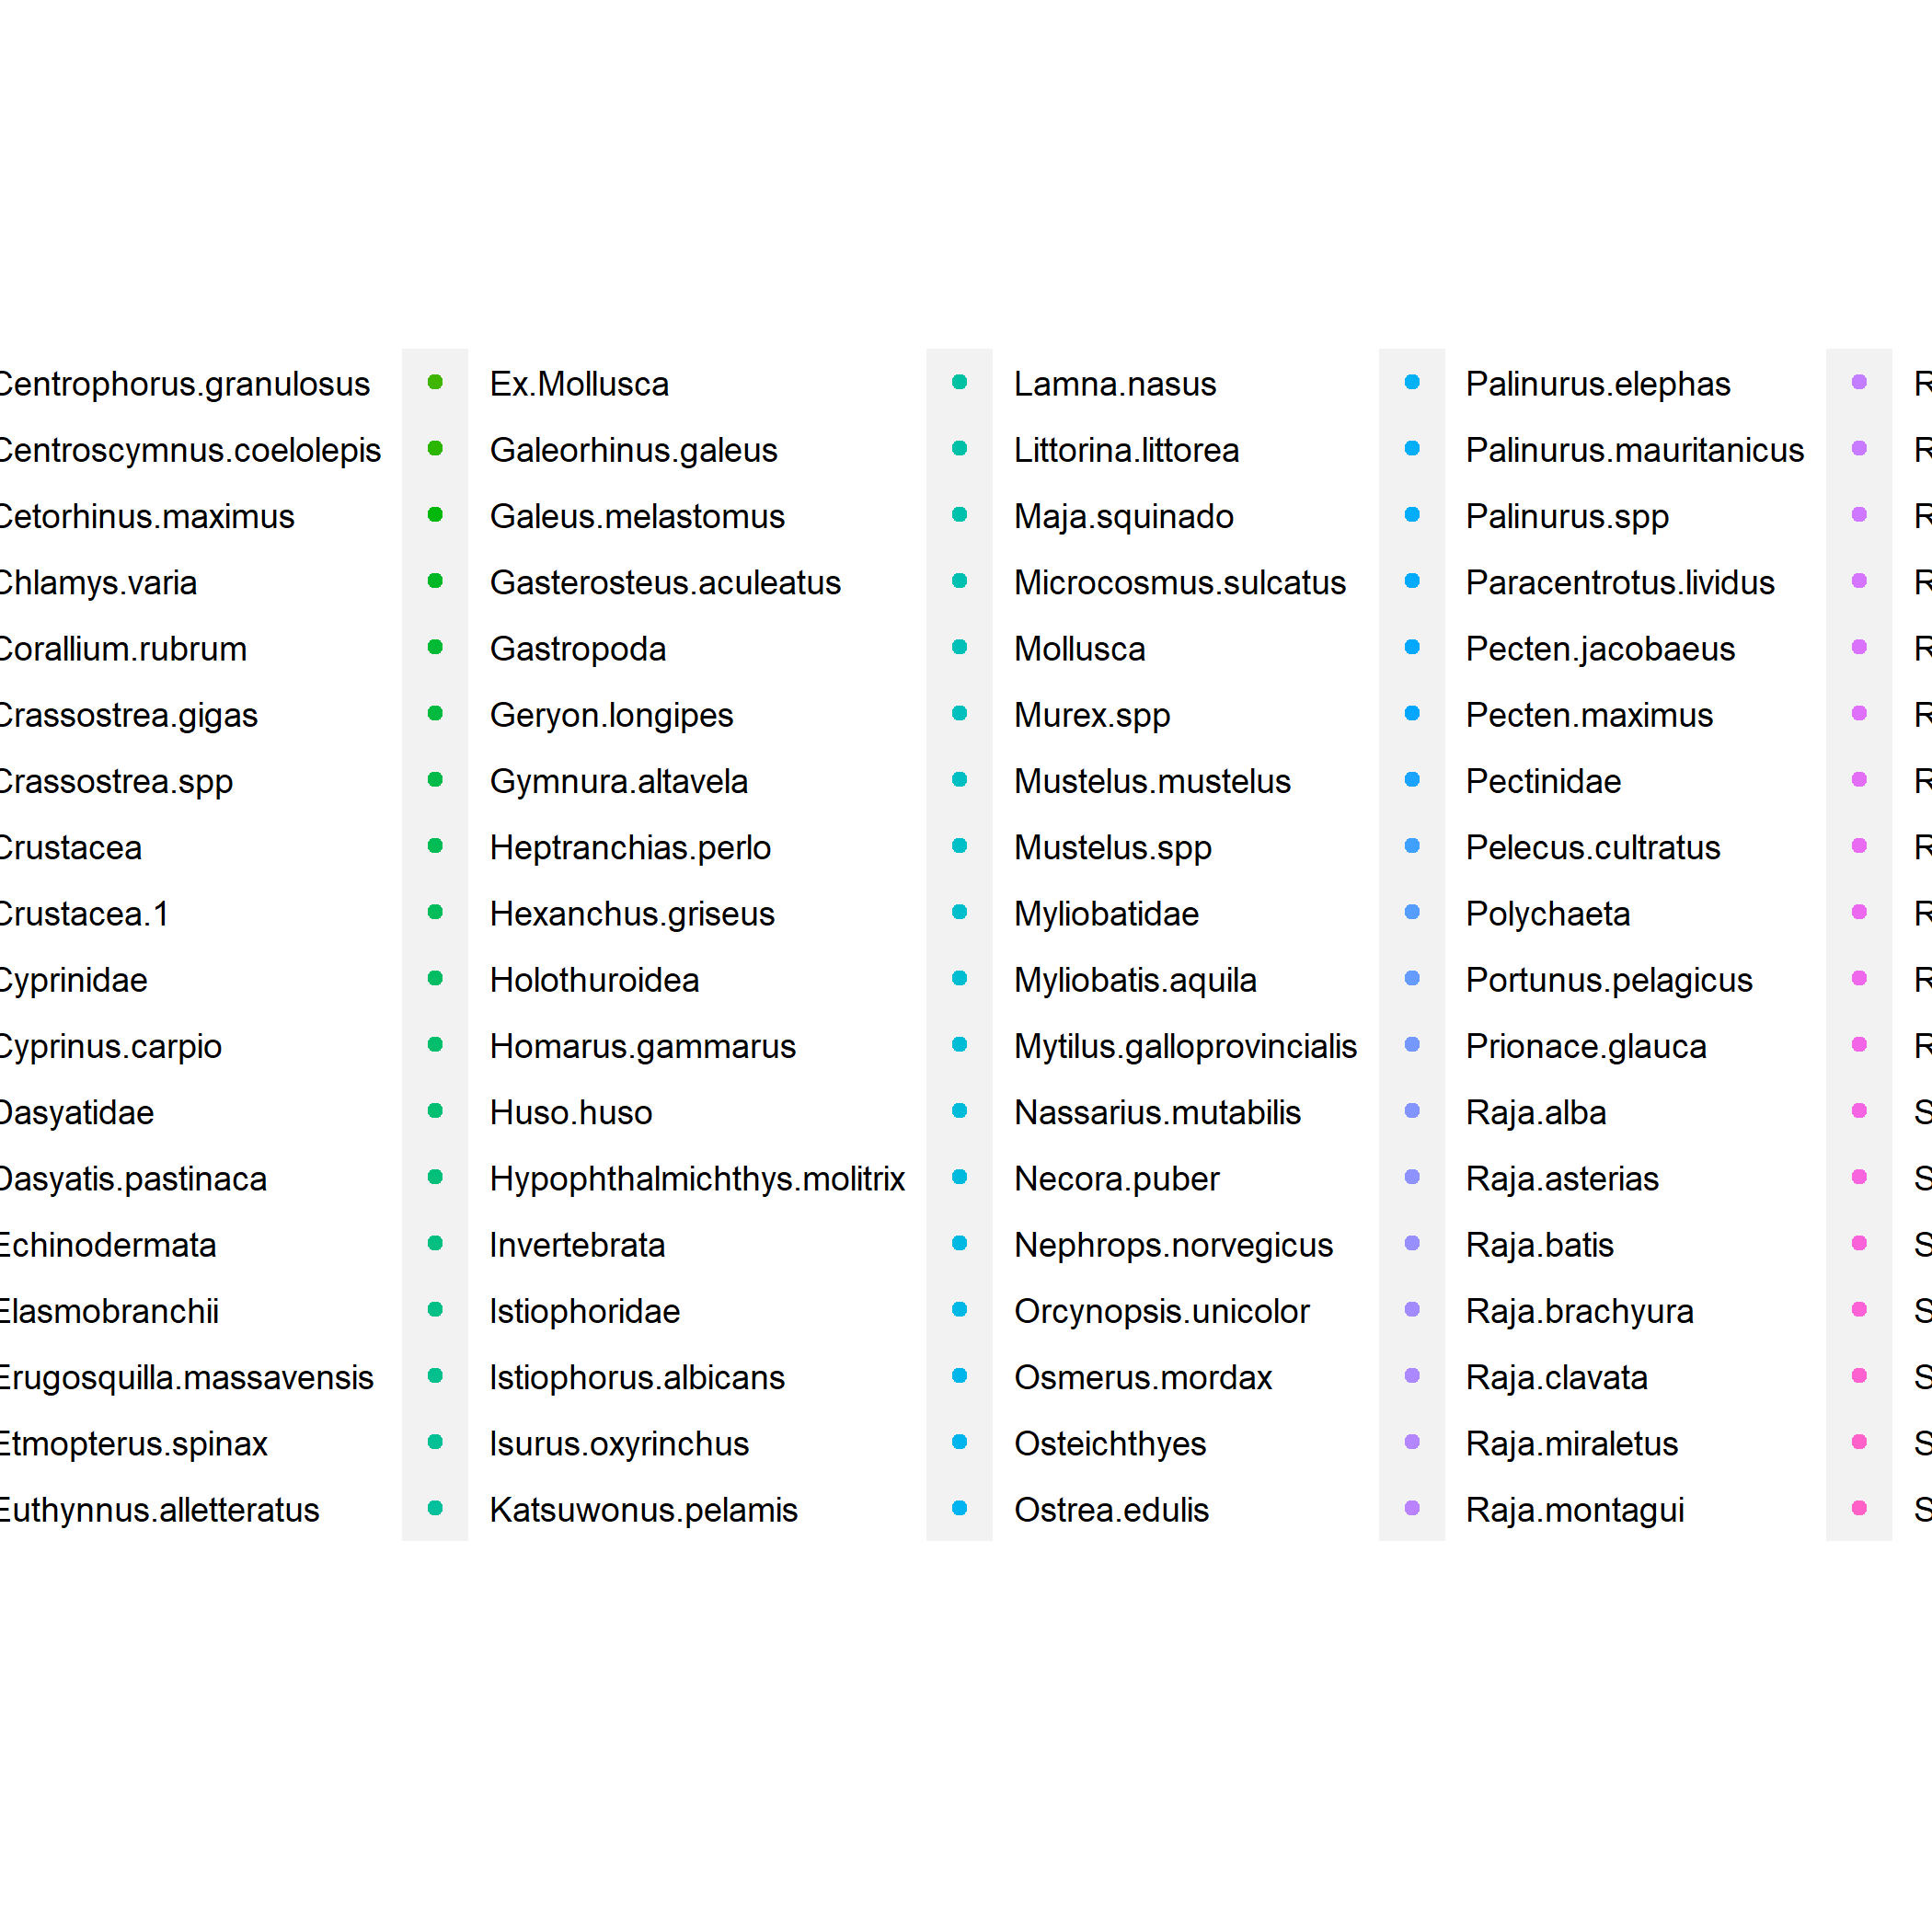 Centrophorus.granulosus
Centroscymnus.coelolepis
Cetorhinus.maximus
Chlamys.varia
Corallium.rubrum
Crassostrea.gigas
Crassostrea.spp
Crustacea
Crustacea.1
Cyprinidae
Cyprinus.carpio
Dasyatidae
Dasyatis.pastinaca
Echinodermata
Elasmobranchii
Erugosquilla.massavensis
Etmopterus.spinax
Euthynnus.alletteratus
Ex.Mollusca
Galeorhinus.galeus
Galeus.melastomus
Gasterosteus.aculeatus
Gastropoda
Geryon.longipes
Gymnura.altavela
Heptranchias.perlo
Hexanchus.griseus
Holothuroidea
Homarus.gammarus
Huso.huso
Hypophthalmichthys.molitrix
Invertebrata
Istiophoridae
Istiophorus.albicans
Isurus.oxyrinchus
Katsuwonus.pelamis
Lamna.nasus
Littorina.littorea
Maja.squinado
Microcosmus.sulcatus
Mollusca
Murex.spp
Mustelus.mustelus
Mustelus.spp
Myliobatidae
Myliobatis.aquila
Mytilus.galloprovincialis
Nassarius.mutabilis
Necora.puber
Nephrops.norvegicus
Orcynopsis.unicolor
Osmerus.mordax
Osteichthyes
Ostrea.edulis
Palinurus.elephas
Palinurus.mauritanicus
Palinurus.spp
Paracentrotus.lividus
Pecten.jacobaeus
Pecten.maximus
Pectinidae
Pelecus.cultratus
Polychaeta
Portunus.pelagicus
Prionace.glauca
Raja.alba
Raja.asterias
Raja.batis
Raja.brachyura
Raja.clavata
Raja.miraletus
Raja.montagui